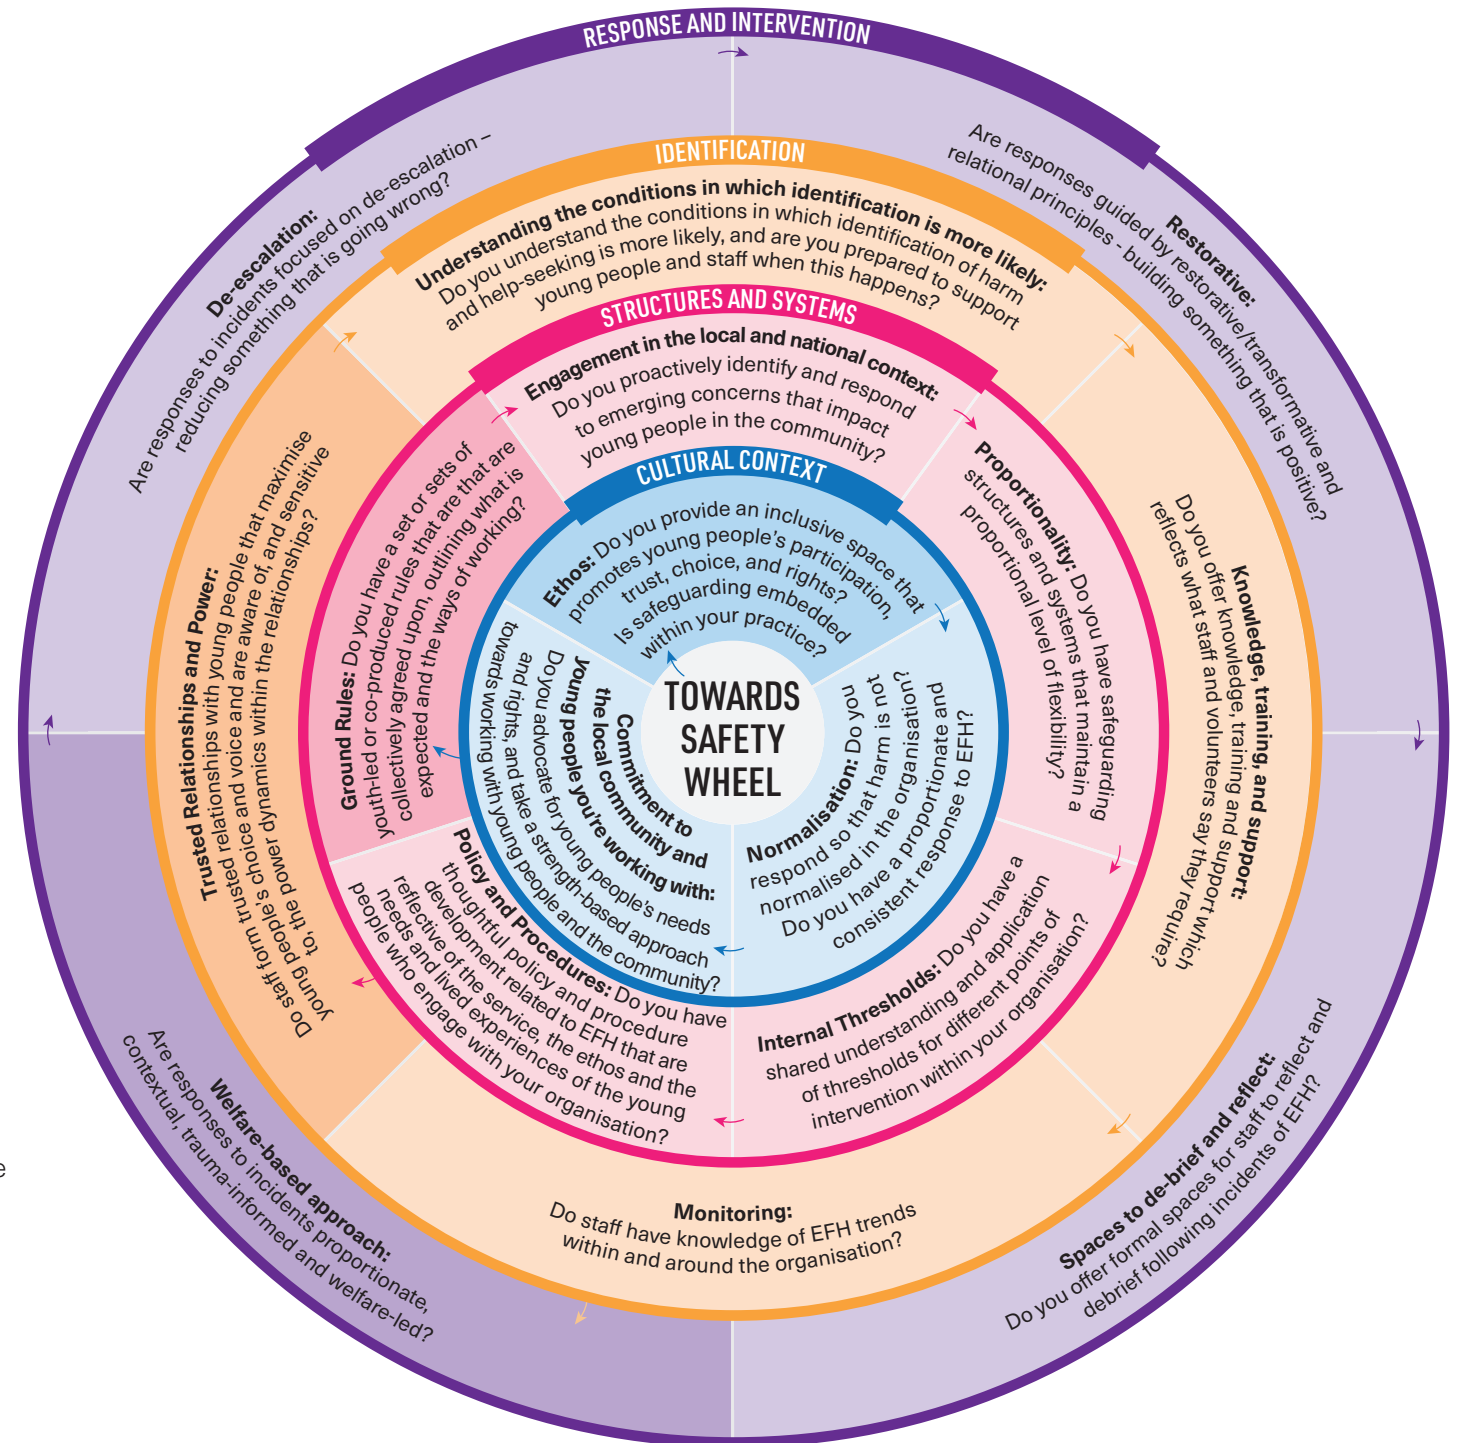 RESPONSE AND INTERVENTION
De-escalation:
Are responses to incidents focused on de-escalation –
reducing something that is going wrong?
Restorative:
Are responses guided by restorative/transformative and
relational principles - building something that is positive?
Spaces to de-brief and reflect:
Do you offer formal spaces for staff to reflect and
debrief following incidents of EFH?
Welfare-based approach:
Are responses to incidents proportionate,
contextual, trauma-informed and welfare-led?
IDENTIFICATION
Understanding the conditions in which identification is more likely:
Do you understand the conditions in which identification of harm
and help-seeking is more likely, and are you prepared to support
young people and staff when this happens?
Knowledge, training, and support:
Do you offer knowledge, training and support which
reflects what staff and volunteers say they require?
Monitoring:
Do staff have knowledge of EFH trends
within and around the organisation?
Trusted Relationships and Power:
Do staff form trusted relationships with young people that maximise
young people's choice and voice and are aware of, and sensitive
to, the power dynamics within the relationships?
STRUCTURES AND SYSTEMS
Engagement in the local and national context:
Do you proactively identify and respond
to emerging concerns that impact
young people in the community?
Proportionality: Do you have safeguarding
structures and systems that maintain a
proportional level of flexibility?
Internal Thresholds: Do you have a
shared understanding and application
of thresholds for different points of
intervention within your organisation?
Policy and Procedures: Do you have
thoughtful policy and procedure
development related to EFH that are
reflective of the service, the ethos and the
needs and lived experiences of the young
people who engage with your organisation?
Ground Rules: Do you have a set or sets of
youth-led or co-produced rules that are that are
collectively agreed upon, outlining what is
expected and the ways of working?
CULTURAL CONTEXT
Ethos: Do you provide an inclusive space that
promotes young people's participation,
trust, choice, and rights?
Is safeguarding embedded
within your practice?
Normalisation: Do you
respond so that harm is not
normalised in the organisation?
Do you have a proportionate and
consistent response to EFH?
Commitment to
the local community and
young people you're working with:
Do you advocate for young people's needs
and rights, and take a strength-based approach
towards working with young people and the community?
TOWARDS
SAFETY
WHEEL
e